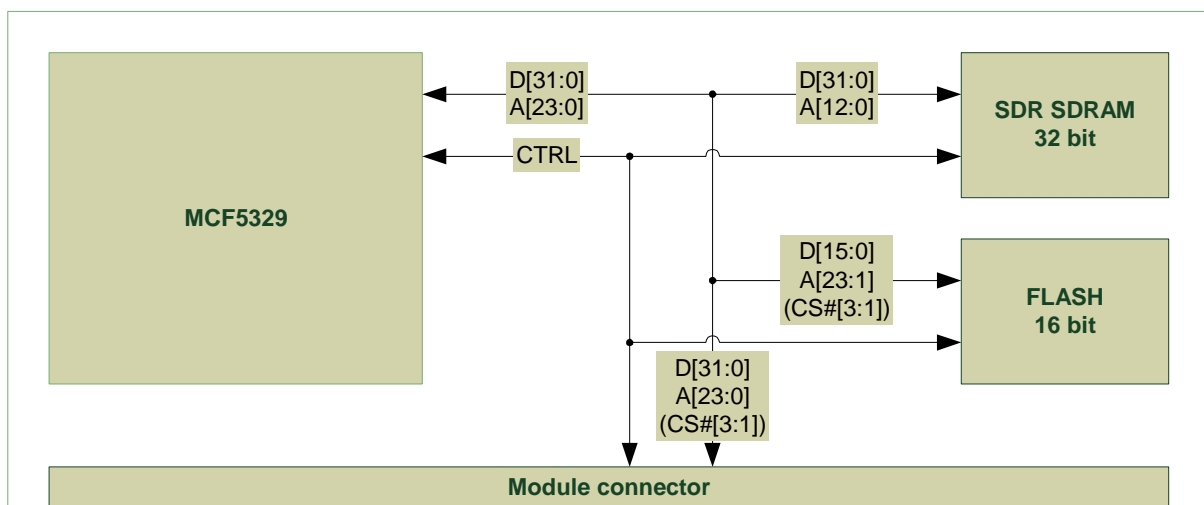 D[31:0]
A[23:0]
D[31:0]
A[12:0]
SDR SDRAM
32 bit
CTRL
MCF5329
D[15:0]
A[23:1]
(CS#[3:1])
FLASH
16 bit
D[31:0]
A[23:0]
(CS#[3:1])
Module connector